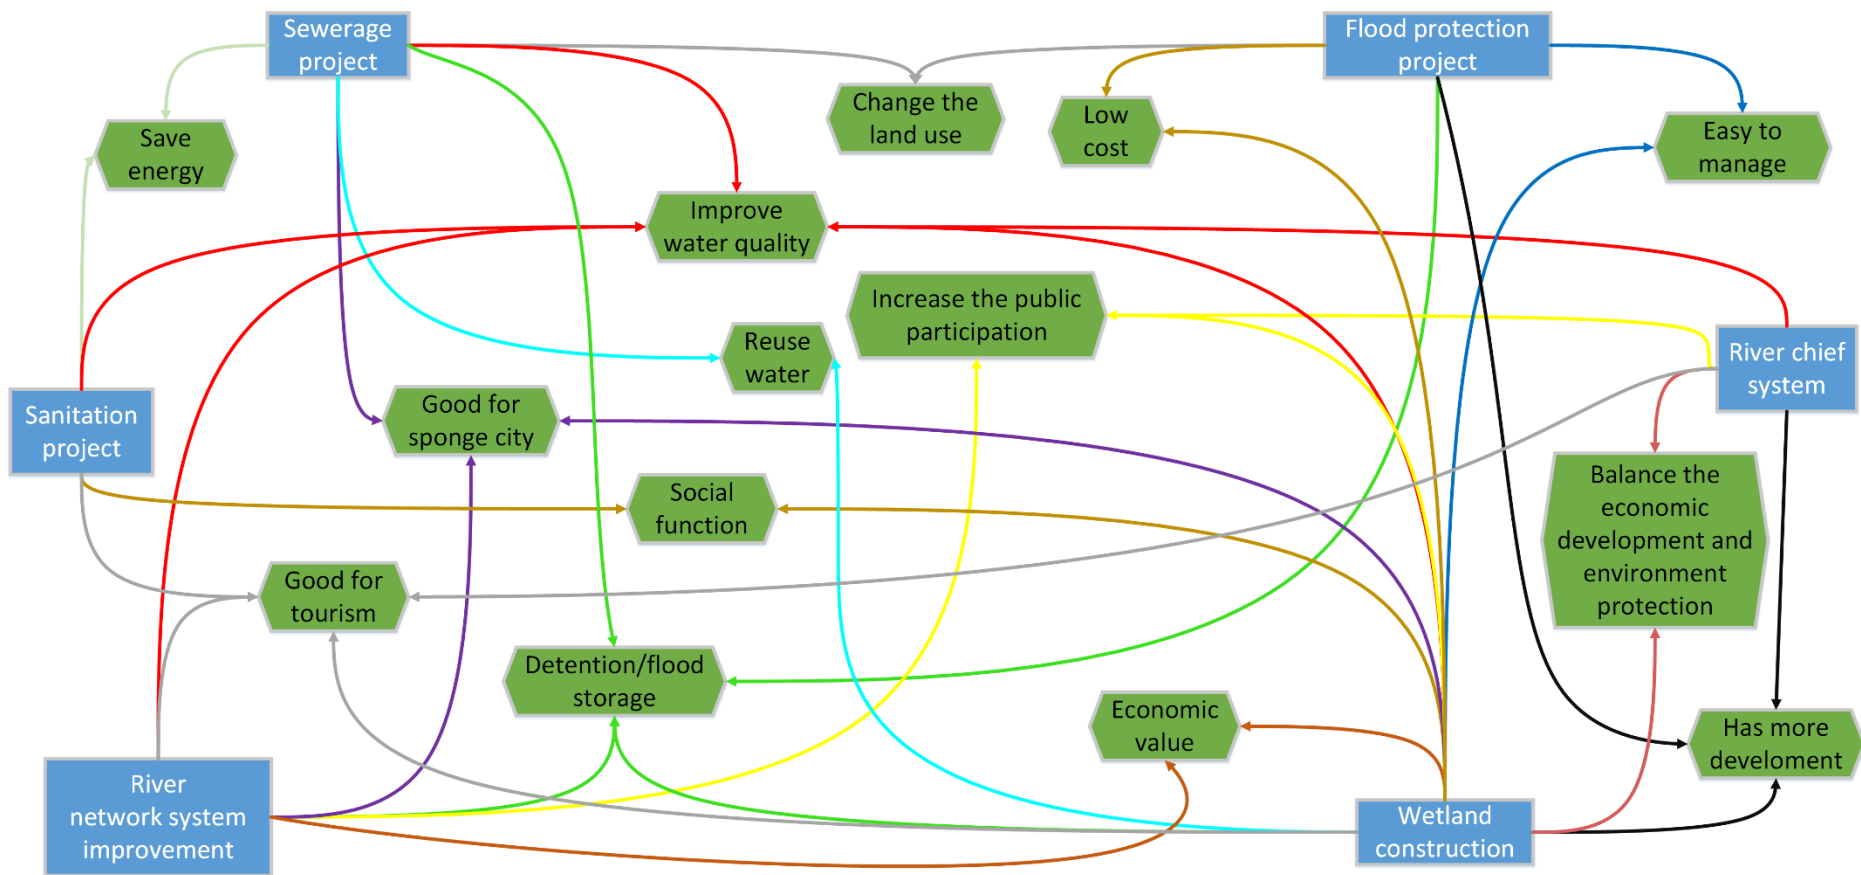 Sewerage
project
Flood protection
project
Change the
land use
Low
cost
Save
energy
Easy to
manage
Improve
water quality
Increase the public
participation
Reuse
water
River chief
system
Sanitation
project
Good for
sponge city
Social
function
Balance the
economic
development and
environment
protection
Good for
tourism
Detention/flood
storage
Economic
value
Has more
develoment
River
network system
improvement
Wetland
construction